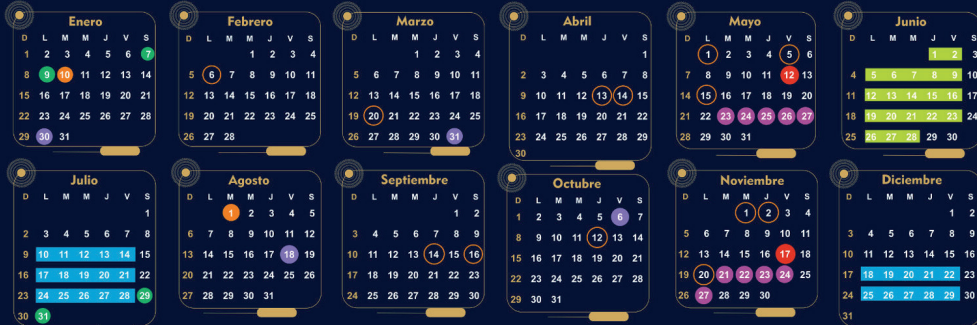 Enero
D L M M J V S
1 2 3 4 5 6 7
8 9 10 11 12 13 14
15 16 17 18 19 20 21
22 23 24 25 26 27 28
29 30 31
Febrero
D L M M J V S
1 2 3 4
5 6 7 8 9 10 11
12 13 14 15 16 17 18
19 20 21 22 23 24 25
26 27 28
Marzo
D L M M J V S
1 2 3 4
5 6 7 8 9 10 11
12 13 14 15 16 17 18
19 20 21 22 23 24 25
26 27 28 29 30 31
Abril
D L M M J V S
1
2 3 4 5 6 7 8
9 10 11 12 13 14 15
16 17 18 19 20 21 22
23 24 25 26 27 28 29
30
Mayo
D L M M J V S
1 2 3 4 5 6
7 8 9 10 11 12 13
14 15 16 17 18 19 20
21 22 23 24 25 26 27
28 29 30 31
Junio
D L M M J V S
1 2 3
4 5 6 7 8 9 10
11 12 13 14 15 16 17
18 19 20 21 22 23 24
25 26 27 28 29 30
Julio
D L M M J V S
1
2 3 4 5 6 7 8
9 10 11 12 13 14 15
16 17 18 19 20 21 22
23 24 25 26 27 28 29
30 31
Agosto
D L M M J V S
1 2 3 4 5
6 7 8 9 10 11 12
13 14 15 16 17 18 19
20 21 22 23 24 25 26
27 28 29 30 31
Septiembre
D L M M J V S
1 2
3 4 5 6 7 8 9
10 11 12 13 14 15 16
17 18 19 20 21 22 23
24 25 26 27 28 29 30
Octubre
D L M M J V S
1 2 3 4 5 6 7
8 9 10 11 12 13 14
15 16 17 18 19 20 21
22 23 24 25 26 27 28
29 30 31
Noviembre
D L M M J V S
1 2 3 4
5 6 7 8 9 10 11
12 13 14 15 16 17 18
19 20 21 22 23 24 25
26 27 28 29 30
Diciembre
D L M M J V S
1 2
3 4 5 6 7 8 9
10 11 12 13 14 15 16
17 18 19 20 21 22 23
24 25 26 27 28 29 30
31